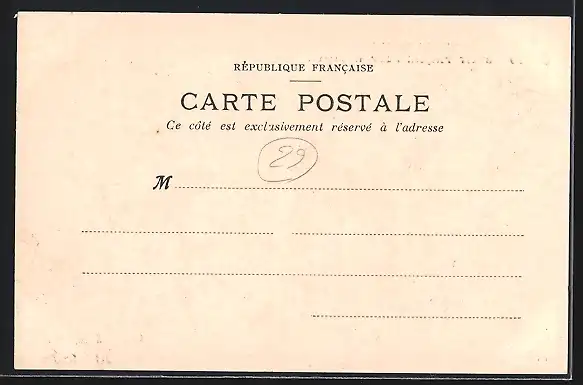 RÉPUBLIQUE FRANÇAISE
CARTE POSTALE
Ce côté est exclusivement réservé à l'adresse
29
M